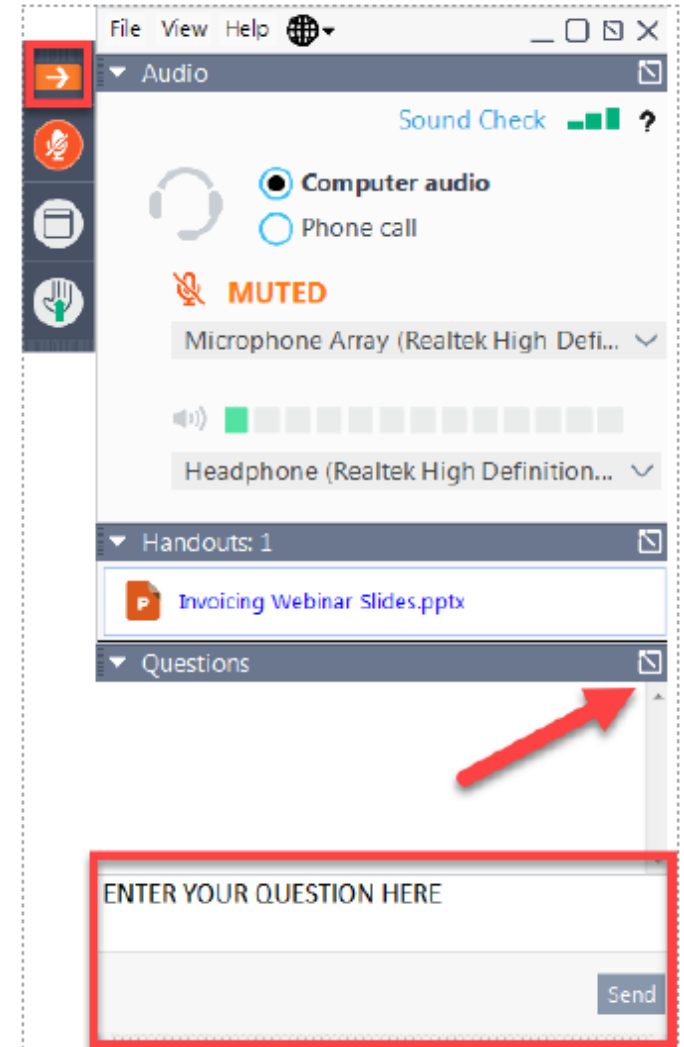 File View Help
Audio
Sound Check ?
Computer audio
Phone call
MUTED
Microphone Array (Realtek High Defi...
Headphone (Realtek High Definition...
Handouts: 1
P Invoicing Webinar Slides.pptx
Questions
ENTER YOUR QUESTION HERE
Send